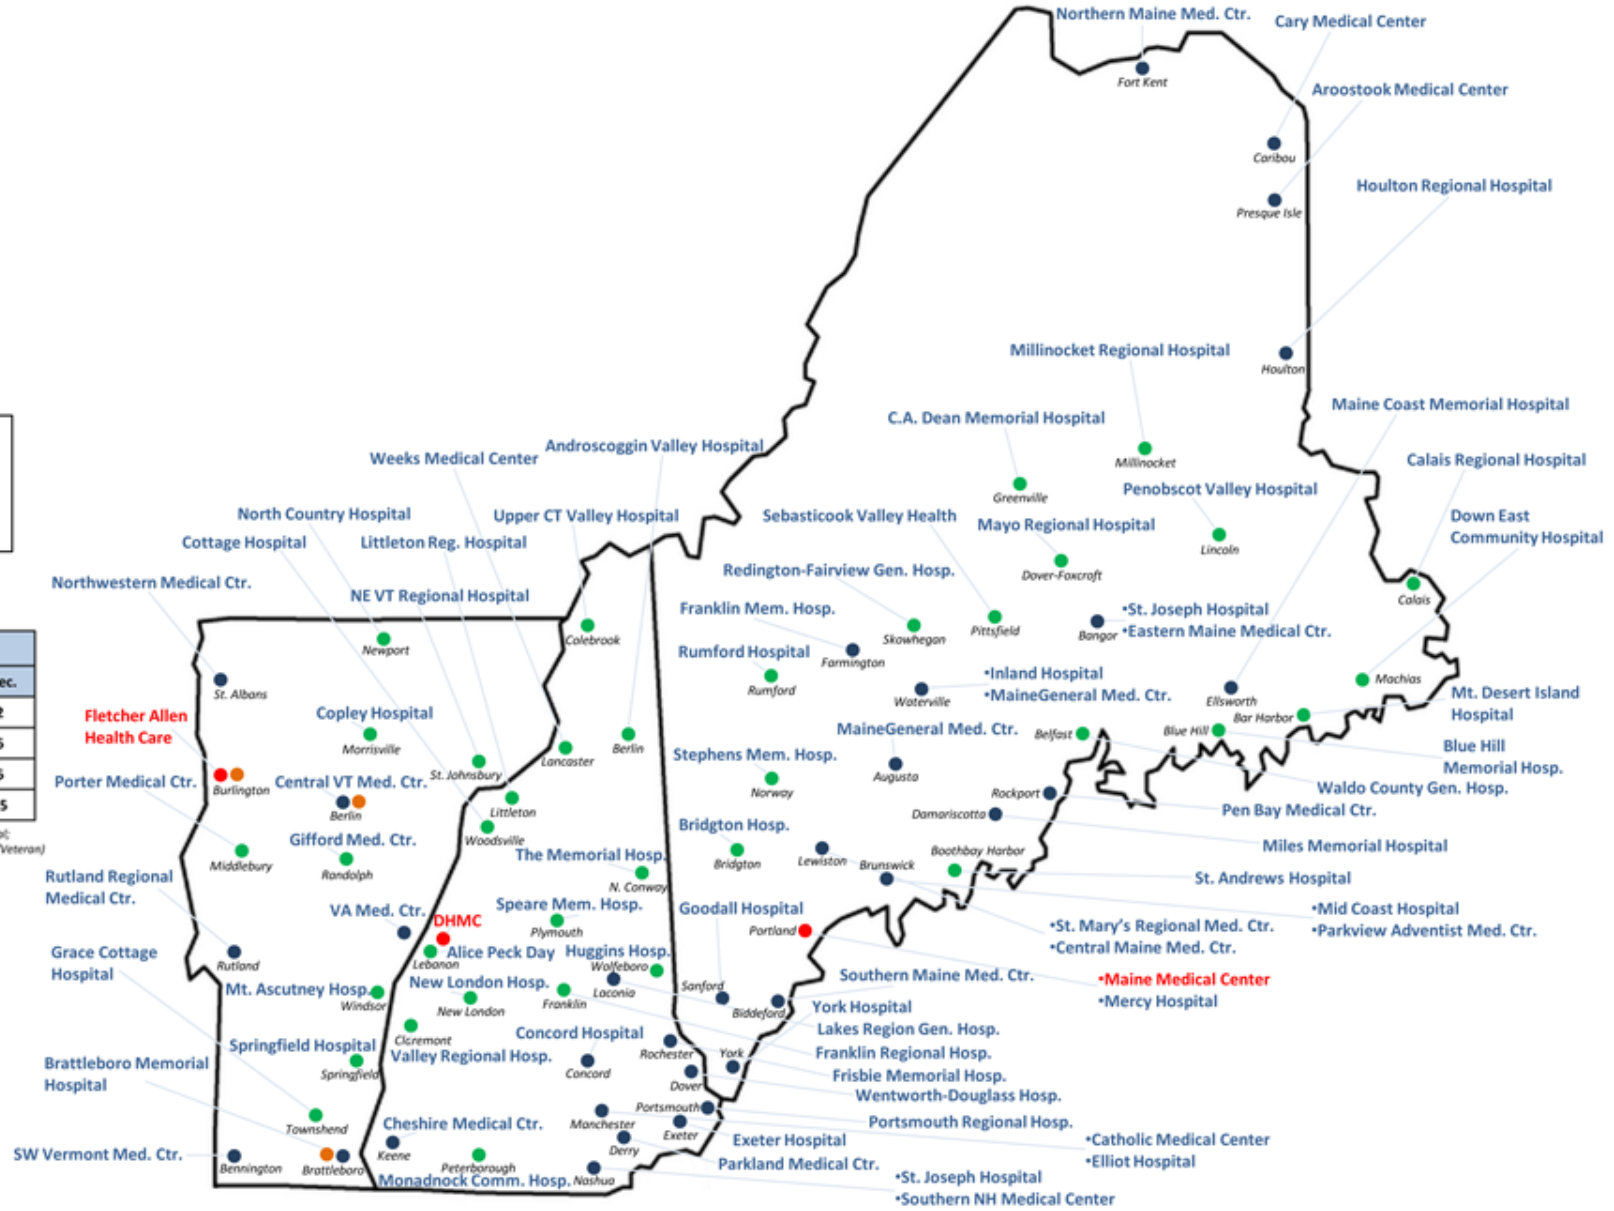 Northern Maine Med. Ctr.
Cary Medical Center
Fort Kent
Aroostook Medical Center
Caribou
Houlton Regional Hospital
Presque Isle
Millinocket Regional Hospital
Houlton
Maine Coast Memorial Hospital
C.A. Dean Memorial Hospital
Androscoggin Valley Hospital
Weeks Medical Center
Millinocket
Calais Regional Hospital
Greenville
Penobscot Valley Hospital
North Country Hospital
Upper CT Valley Hospital
Sebasticook Valley Health
Mayo Regional Hospital
Down East
Community Hospital
Cottage Hospital
Littleton Reg. Hospital
Lincoln
Northwestern Medical Ctr.
Redington-Fairview Gen. Hosp.
Dover-Foxcroft
NE VT Regional Hospital
Calais
Franklin Mem. Hosp.
•St. Joseph Hospital
•Eastern Maine Medical Ctr.
Bangor
Newport
Colebrook
Skowhegan
Pittsfield
Rumford Hospital
Farmington
ec.
St. Albans
Rumford
•Inland Hospital
•MaineGeneral Med. Ctr.
Waterville
Ellsworth
Machias
Mt. Desert Island
Hospital
2
Fletcher Allen
Health Care
Copley Hospital
Morrisville
Berlin
MaineGeneral Med. Ctr.
Belfast
Blue Hill
Bar Harbor
Blue Hill
Memorial Hosp.
5
Stephens Mem. Hosp.
St. Johnsbury
Lancaster
Augusta
Porter Medical Ctr.
Burlington
Central VT Med. Ctr.
Berlin
Norway
Waldo County Gen. Hosp.
5
Rockport
Pen Bay Medical Ctr.
5
Littleton
Damariscotta
Woodsville
Bridgton Hosp.
Veteran)
Gifford Med. Ctr.
Randolph
Middlebury
The Memorial Hosp.
N. Conway
Bridgton
Lewiston
Brunswick
Boothbay Harbor
Miles Memorial Hospital
Rutland Regional
Medical Ctr.
St. Andrews Hospital
VA Med. Ctr.
DHMC
Speare Mem. Hosp.
Plymouth
Goodall Hospital
Portland
•Mid Coast Hospital
•Parkview Adventist Med. Ctr.
•St. Mary's Regional Med. Ctr.
•Central Maine Med. Ctr.
Grace Cottage
Hospital
Rutland
Lebanon
Alice Peck Day
Huggins Hosp.
Wolfeboro
•Maine Medical Center
•Mercy Hospital
Mt. Ascutney Hosp.
Windsor
New London Hosp.
New London
Franklin
Laconia
Sanford
Biddeford
Southern Maine Med. Ctr.
York Hospital
Lakes Region Gen. Hosp.
Claremont
Valley Regional Hosp.
Concord Hospital
Concord
Rochester
York
Franklin Regional Hosp.
Springfield Hospital
Springfield
Frisbie Memorial Hosp.
Brattleboro Memorial
Hospital
Dover
Wentworth-Douglass Hosp.
Townshend
Cheshire Medical Ctr.
Manchester
Portsmouth
Portsmouth Regional Hosp.
Exeter
Exeter Hospital
•Catholic Medical Center
•Elliot Hospital
SW Vermont Med. Ctr.
Bennington
Brattleboro
Keene
Derry
Parkland Medical Ctr.
Peterborough
Monadnock Comm. Hosp.
Nashua
•St. Joseph Hospital
•Southern NH Medical Center